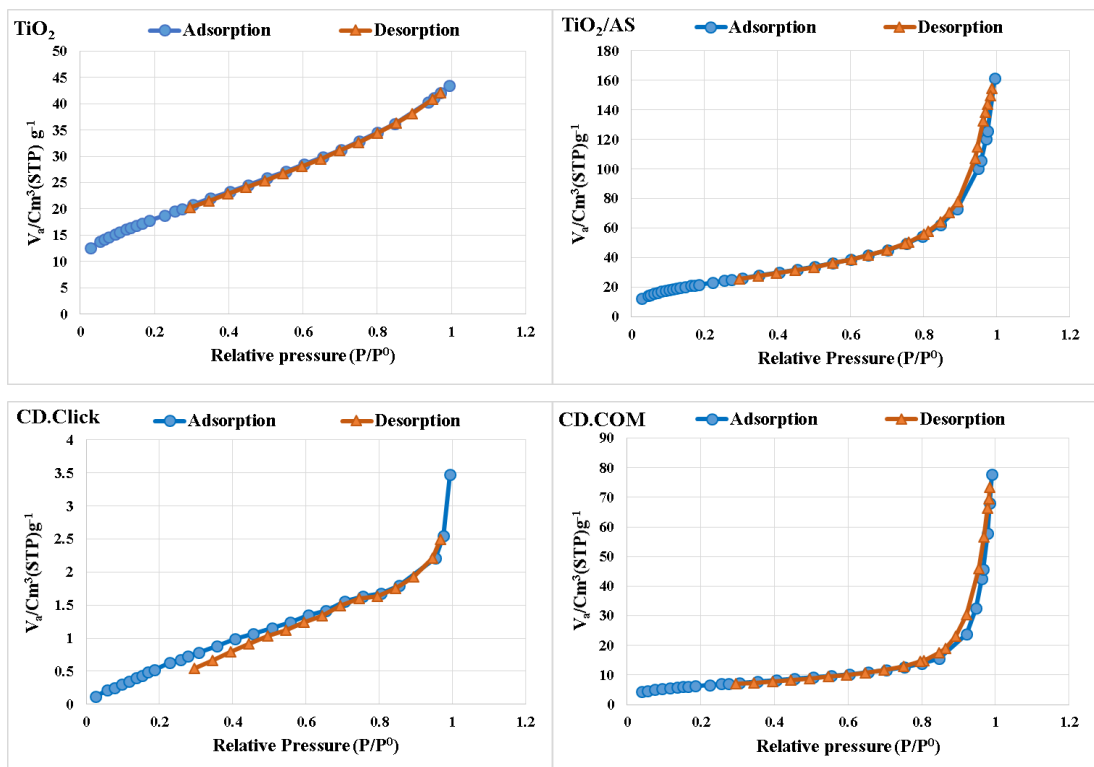 TiO₂
Adsorption Desorption
50
45
40
35
30
25
20
15
10
5
0
Vₐ/Cm³(STP) g⁻¹
0 0.2 0.4 0.6 0.8 1 1.2
Relative pressure (P/P⁰)
TiO₂/AS
Adsorption Desorption
180
160
140
120
100
80
60
40
20
0
Vₐ/Cm³(STP)g⁻¹
0 0.2 0.4 0.6 0.8 1 1.2
Relative Pressure (P/P⁰)
CD.Click
Adsorption Desorption
4
3.5
3
2.5
2
1.5
1
0.5
0
Vₐ/Cm³(STP)g⁻¹
0 0.2 0.4 0.6 0.8 1 1.2
Relative Pressure (P/P⁰)
CD.COM
Adsorption Desorption
90
80
70
60
50
40
30
20
10
0
Vₐ/Cm³(STP)g⁻¹
0 0.2 0.4 0.6 0.8 1 1.2
Relative pressure (P/P⁰)